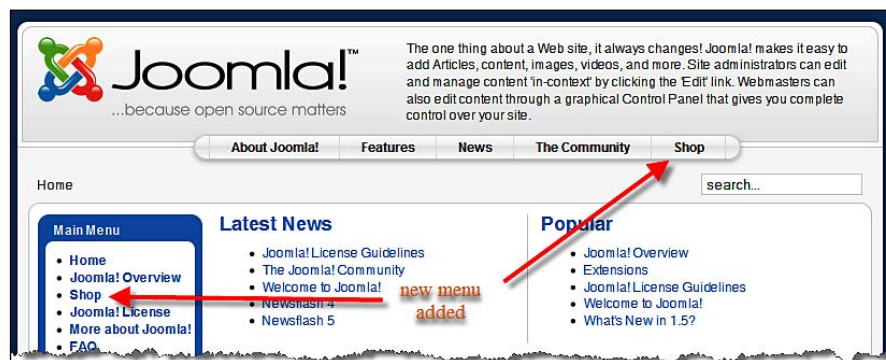 Joomla!™
...because open source matters
The one thing about a Web site, it always changes! Joomla! makes it easy to
add Articles, content, images, videos, and more. Site administrators can edit
and manage content 'in-context' by clicking the 'Edit' link. Webmasters can
also edit content through a graphical Control Panel that gives you complete
control over your site.
About Joomla! Features News The Community Shop
Home
search...
Main Menu
Home
Joomla! Overview
Shop
Joomla! License
More about Joomla!
FAQ
Latest News
Joomla! License Guidelines
The Joomla! Community
Welcome to Joomla!
Newsflash 4
Newsflash 5
new menu
added
Popular
Joomla! Overview
Extensions
Joomla! License Guidelines
Welcome to Joomla!
What's New in 1.5?